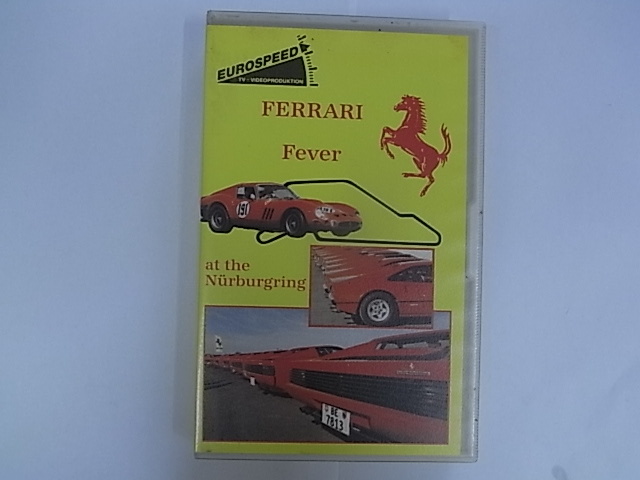 EUROSPEED
TV - VIDEOPRODUKTION
FERRARI
Fever
191
at the
Nürburgring
BE
7813